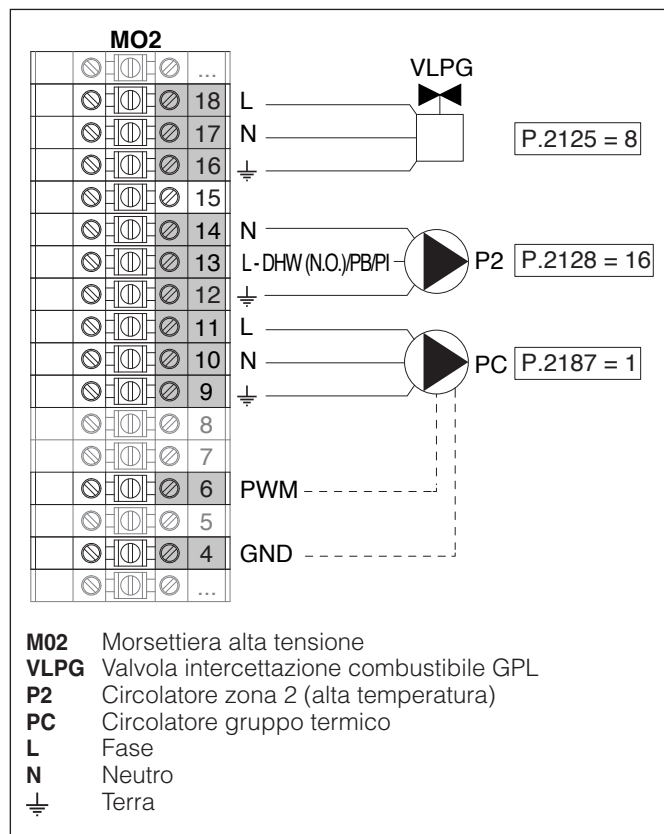 MO2
VLPG
...
18 L
17 N P.2125 = 8
16 ⏚
15
14 N
13 L - DHW (N.O.)/PB/PI P2 P.2128 = 16
12 ⏚
11 L
10 N PC P.2187 = 1
9 ⏚
8
7
6 PWM
5
4 GND
...
M02 Morsettiera alta tensione
VLPG Valvola intercettazione combustibile GPL
P2 Circolatore zona 2 (alta temperatura)
PC Circolatore gruppo termico
L Fase
N Neutro
⏚ Terra